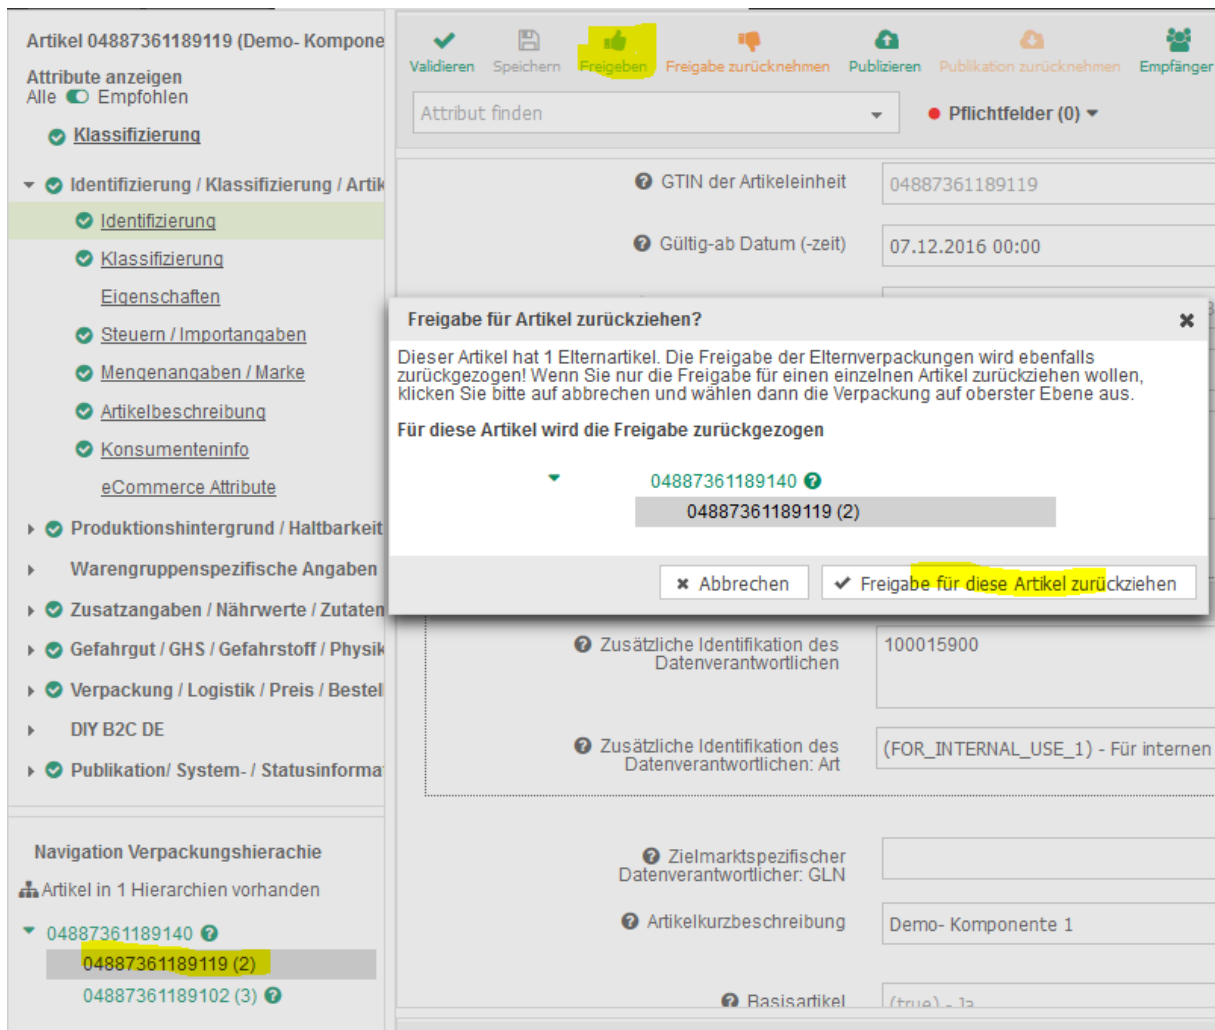 Artikel 04887361189119 (Demo- Kompone
Attribute anzeigen
Alle Empfohlen
Klassifizierung
Identifizierung / Klassifizierung / Artik
Identifizierung
Klassifizierung
Eigenschaften
Steuern / Importangaben
Mengenangaben / Marke
Artikelbeschreibung
Konsumenteninfo
eCommerce Attribute
Produktionshintergrund / Haltbarkeit
Warengruppenspezifische Angaben
Zusatzangaben / Nährwerte / Zutaten
Gefahrgut / GHS / Gefahrstoff / Physik
Verpackung / Logistik / Preis / Bestel
DIY B2C DE
Publikation/ System- / Statusinforma
Navigation Verpackungshierachie
Artikel in 1 Hierarchien vorhanden
04887361189140
04887361189119 (2)
04887361189102 (3)
Validieren Speichern Freigeben Freigabe zurücknehmen Publizieren Publikation zurücknehmen Empfänger
Attribut finden Pflichtfelder (0)
GTIN der Artikeleinheit 04887361189119
Gültig-ab Datum (-zeit) 07.12.2016 00:00
Freigabe für Artikel zurückziehen?
Dieser Artikel hat 1 Elternartikel. Die Freigabe der Elternverpackungen wird ebenfalls
zurückgezogen! Wenn Sie nur die Freigabe für einen einzelnen Artikel zurückziehen wollen,
klicken Sie bitte auf abbrechen und wählen dann die Verpackung auf oberster Ebene aus.
Für diese Artikel wird die Freigabe zurückgezogen
04887361189140
04887361189119 (2)
Abbrechen Freigabe für diese Artikel zurückziehen
Zusätzliche Identifikation des 100015900
Datenverantwortlichen
Zusätzliche Identifikation des (FOR_INTERNAL_USE_1) - Für internen
Datenverantwortlichen: Art
Zielmarktspezifischer
Datenverantwortlicher: GLN
Artikelkurzbeschreibung Demo- Komponente 1
Basisartikel (true) - Ja